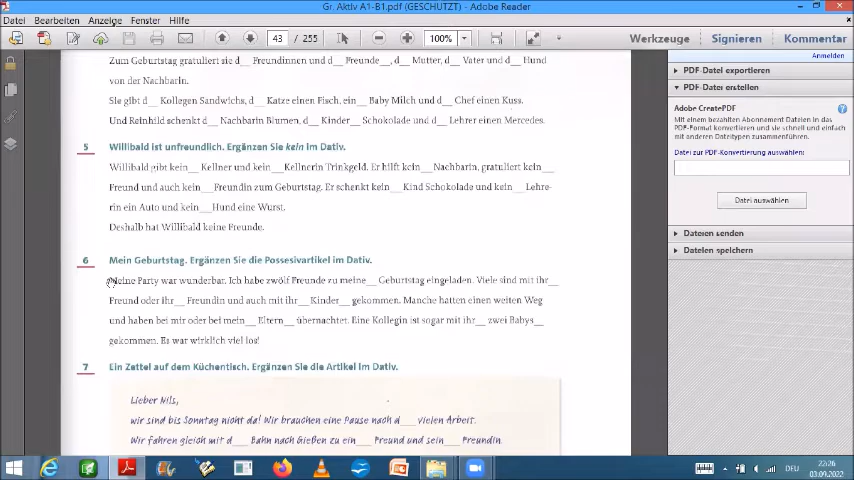 Gr. Aktiv A1-B1.pdf (GESCHÜTZT) - Adobe Reader
Datei Bearbeiten Anzeige Fenster Hilfe
43 / 255 100% Werkzeuge Signieren Kommentar
Anmelden
Zum Geburtstag gratuliert sie d__ Freundinnen und d__ Freunde__, d__ Mutter, d__ Vater und d__ Hund
von der Nachbarin.
Sie gibt d__ Kollegen Sandwichs, d__ Katze einen Fisch, ein__ Baby Milch und d__ Chef einen Kuss.
Und Reinhild schenkt d__ Nachbarin Blumen, d__ Kinder__ Schokolade und d__ Lehrer einen Mercedes.
5 Willibald ist unfreundlich. Ergänzen Sie kein im Dativ.
Willibald gibt kein__ Kellner und kein__ Kellnerin Trinkgeld. Er hilft kein__ Nachbarin, gratuliert kein__
Freund und auch kein__ Freundin zum Geburtstag. Er schenkt kein__ Kind Schokolade und kein__ Lehre-
rin ein Auto und kein__ Hund eine Wurst.
Deshalb hat Willibald keine Freunde.
6 Mein Geburtstag. Ergänzen Sie die Possesivartikel im Dativ.
Meine Party war wunderbar. Ich habe zwölf Freunde zu meine__ Geburtstag eingeladen. Viele sind mit ihr__
Freund oder ihr__ Freundin und auch mit ihr__ Kinder__ gekommen. Manche hatten einen weiten Weg
und haben bei mir oder bei mein__ Eltern__ übernachtet. Eine Kollegin ist sogar mit ihr__ zwei Babys__
gekommen. Es war wirklich viel los!
7 Ein Zettel auf dem Küchentisch. Ergänzen Sie die Artikel im Dativ.
Lieber Nils,
wir sind bis Sonntag nicht da! Wir brauchen eine Pause nach d__ vielen Arbeit.
Wir fahren gleich mit d__ Bahn nach Gießen zu ein__ Freund und sein__ Freundin.
PDF-Datei exportieren
PDF-Datei erstellen
Adobe CreatePDF
Mit einem bezahlten Abonnement Dateien in das
PDF-Format konvertieren und sie schnell und einfach
mit anderen Dateitypen zusammenführen.
Datei zur PDF-Konvertierung auswählen:
Datei auswählen
Dateien senden
Dateien speichern
DEU 22:26
03.09.2022